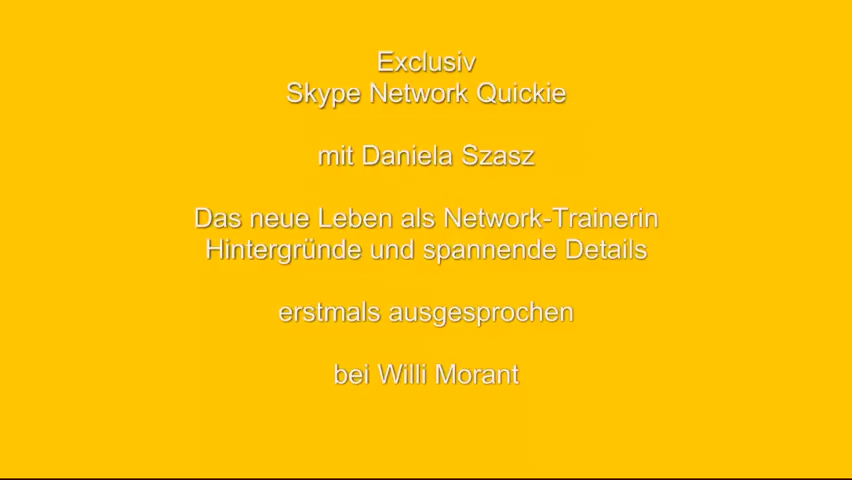 Exclusiv
Skype Network Quickie
mit Daniela Szasz
Das neue Leben als Network-Trainerin
Hintergründe und spannende Details
erstmals ausgesprochen
bei Willi Morant